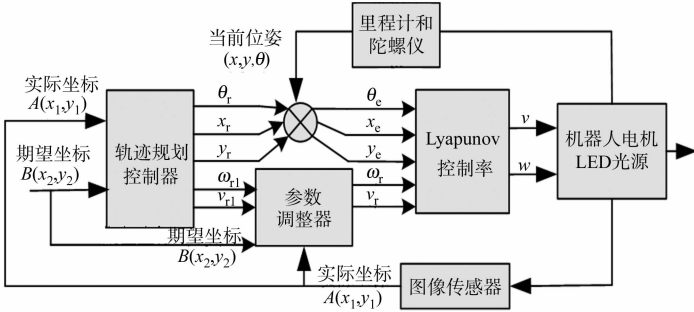 里程计和
陀螺仪
当前位姿
(x,y,θ)
实际坐标
A(x₁,y₁)
期望坐标
B(x₂,y₂)
轨迹规划
控制器
θr
xr
yr
ωr1
vr1
参数
调整器
θe
xe
ye
ωr
vr
Lyapunov
控制率
v
w
机器人电机
LED光源
期望坐标
B(x₂,y₂)
实际坐标
A(x₁,y₁)
图像传感器